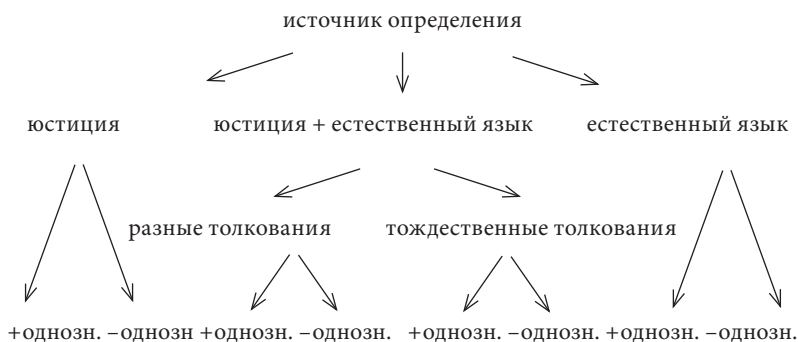 источник определения
юстиция юстиция + естественный язык естественный язык
разные толкования тождественные толкования
+однозн. –однозн +однозн. –однозн. +однозн. –однозн. +однозн. –однозн.